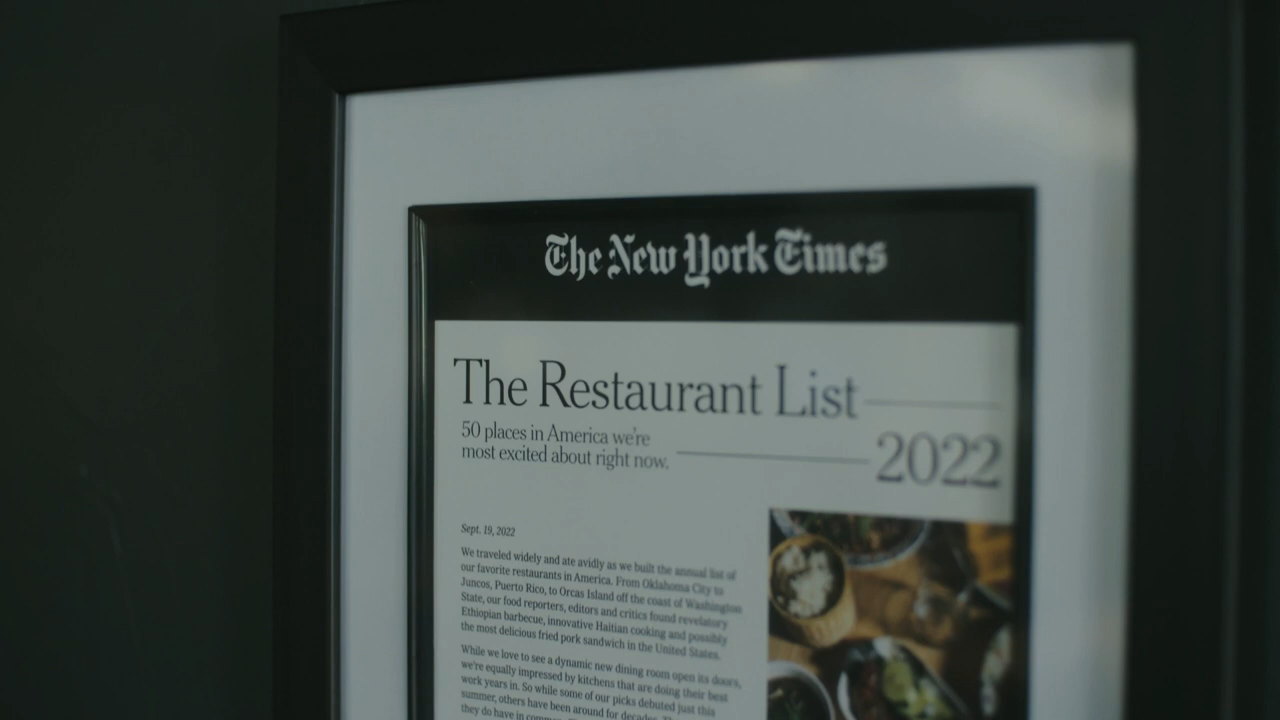 The New York Times
The Restaurant List
50 places in America we're
most excited about right now.
2022
Sept. 19, 2022
We traveled widely and ate avidly as we built the annual list of
our favorite restaurants in America. From Oklahoma City to
Juncos, Puerto Rico, to Orcas Island off the coast of Washington
State, our food reporters, editors and critics found revelatory
Ethiopian barbecue, innovative Haitian cooking and possibly
the most delicious fried pork sandwich in the United States.
While we love to see a dynamic new dining room open its doors,
we're equally impressed by kitchens that are doing their best
work years in. So while some of our picks debuted just this
summer, others have been around for decades.
they do have in common